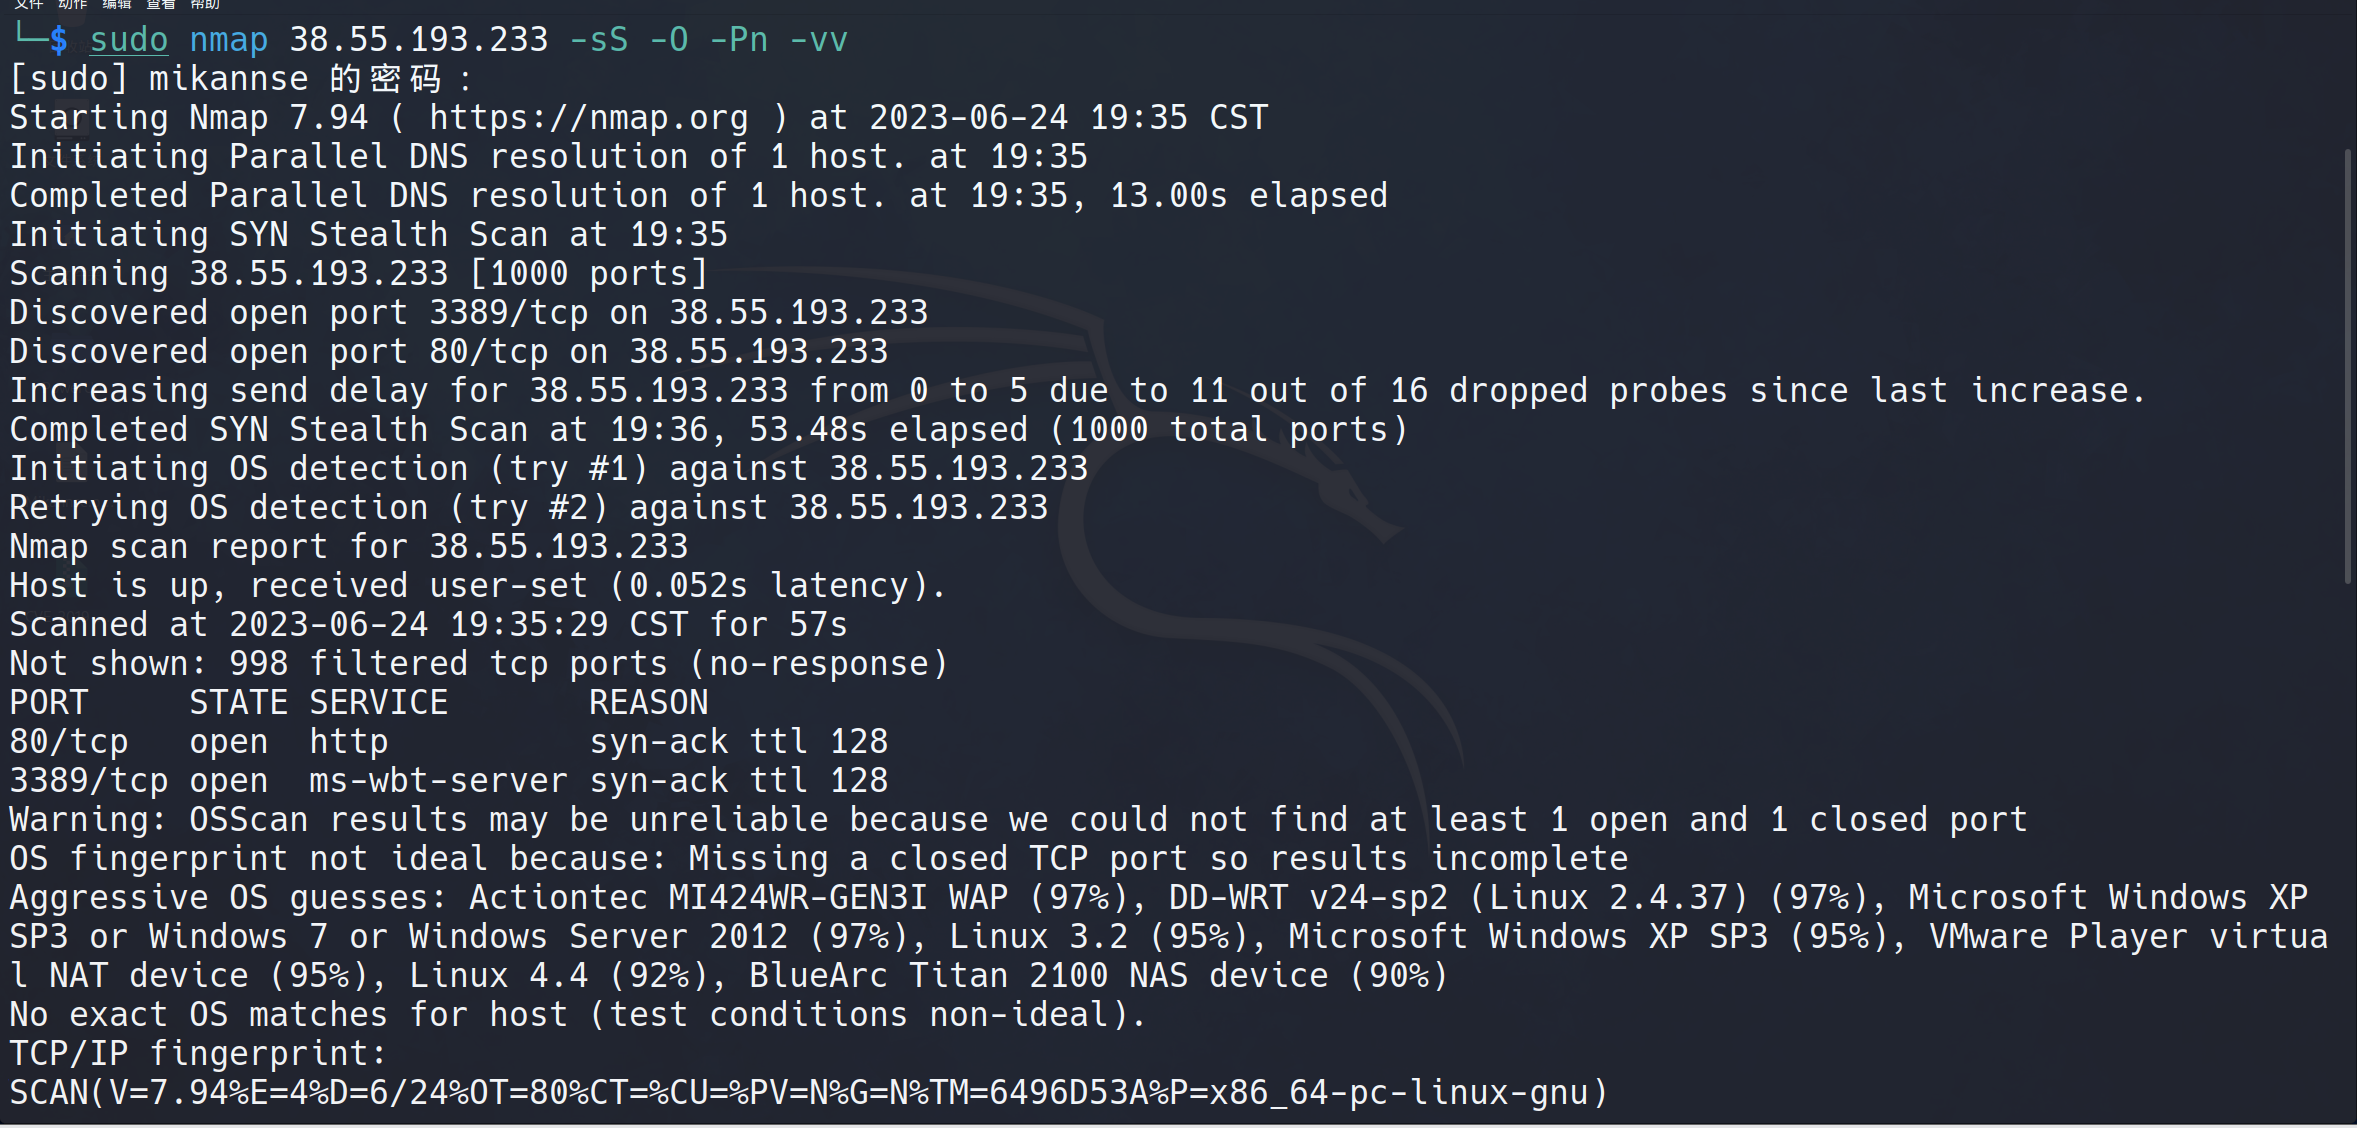 文件 动作 编辑 查看 帮助
└─$ sudo nmap 38.55.193.233 -sS -O -Pn -vv
[sudo] mikannse 的密码：
Starting Nmap 7.94 ( https://nmap.org ) at 2023-06-24 19:35 CST
Initiating Parallel DNS resolution of 1 host. at 19:35
Completed Parallel DNS resolution of 1 host. at 19:35, 13.00s elapsed
Initiating SYN Stealth Scan at 19:35
Scanning 38.55.193.233 [1000 ports]
Discovered open port 3389/tcp on 38.55.193.233
Discovered open port 80/tcp on 38.55.193.233
Increasing send delay for 38.55.193.233 from 0 to 5 due to 11 out of 16 dropped probes since last increase.
Completed SYN Stealth Scan at 19:36, 53.48s elapsed (1000 total ports)
Initiating OS detection (try #1) against 38.55.193.233
Retrying OS detection (try #2) against 38.55.193.233
Nmap scan report for 38.55.193.233
Host is up, received user-set (0.052s latency).
Scanned at 2023-06-24 19:35:29 CST for 57s
Not shown: 998 filtered tcp ports (no-response)
PORT     STATE SERVICE       REASON
80/tcp   open  http          syn-ack ttl 128
3389/tcp open  ms-wbt-server syn-ack ttl 128
Warning: OSScan results may be unreliable because we could not find at least 1 open and 1 closed port
OS fingerprint not ideal because: Missing a closed TCP port so results incomplete
Aggressive OS guesses: Actiontec MI424WR-GEN3I WAP (97%), DD-WRT v24-sp2 (Linux 2.4.37) (97%), Microsoft Windows XP
SP3 or Windows 7 or Windows Server 2012 (97%), Linux 3.2 (95%), Microsoft Windows XP SP3 (95%), VMware Player virtua
l NAT device (95%), Linux 4.4 (92%), BlueArc Titan 2100 NAS device (90%)
No exact OS matches for host (test conditions non-ideal).
TCP/IP fingerprint:
SCAN(V=7.94%E=4%D=6/24%OT=80%CT=%CU=%PV=N%G=N%TM=6496D53A%P=x86_64-pc-linux-gnu)